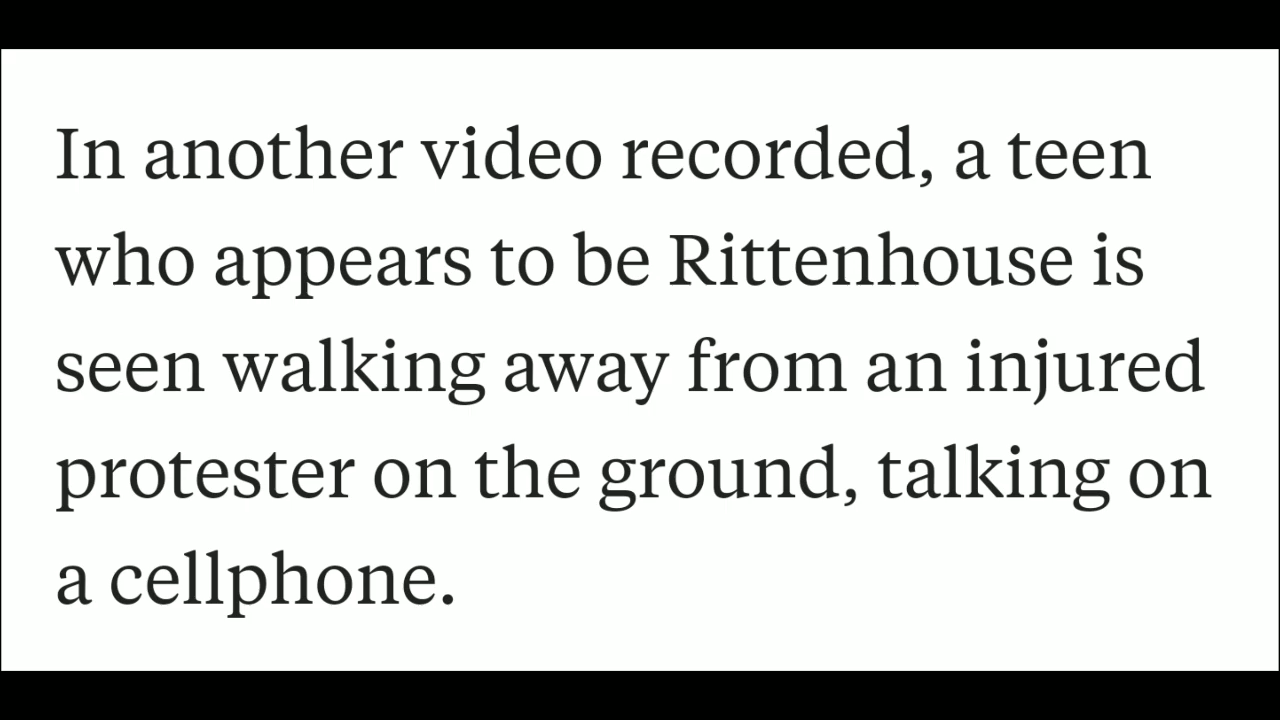 In another video recorded, a teen
who appears to be Rittenhouse is
seen walking away from an injured
protester on the ground, talking on
a cellphone.